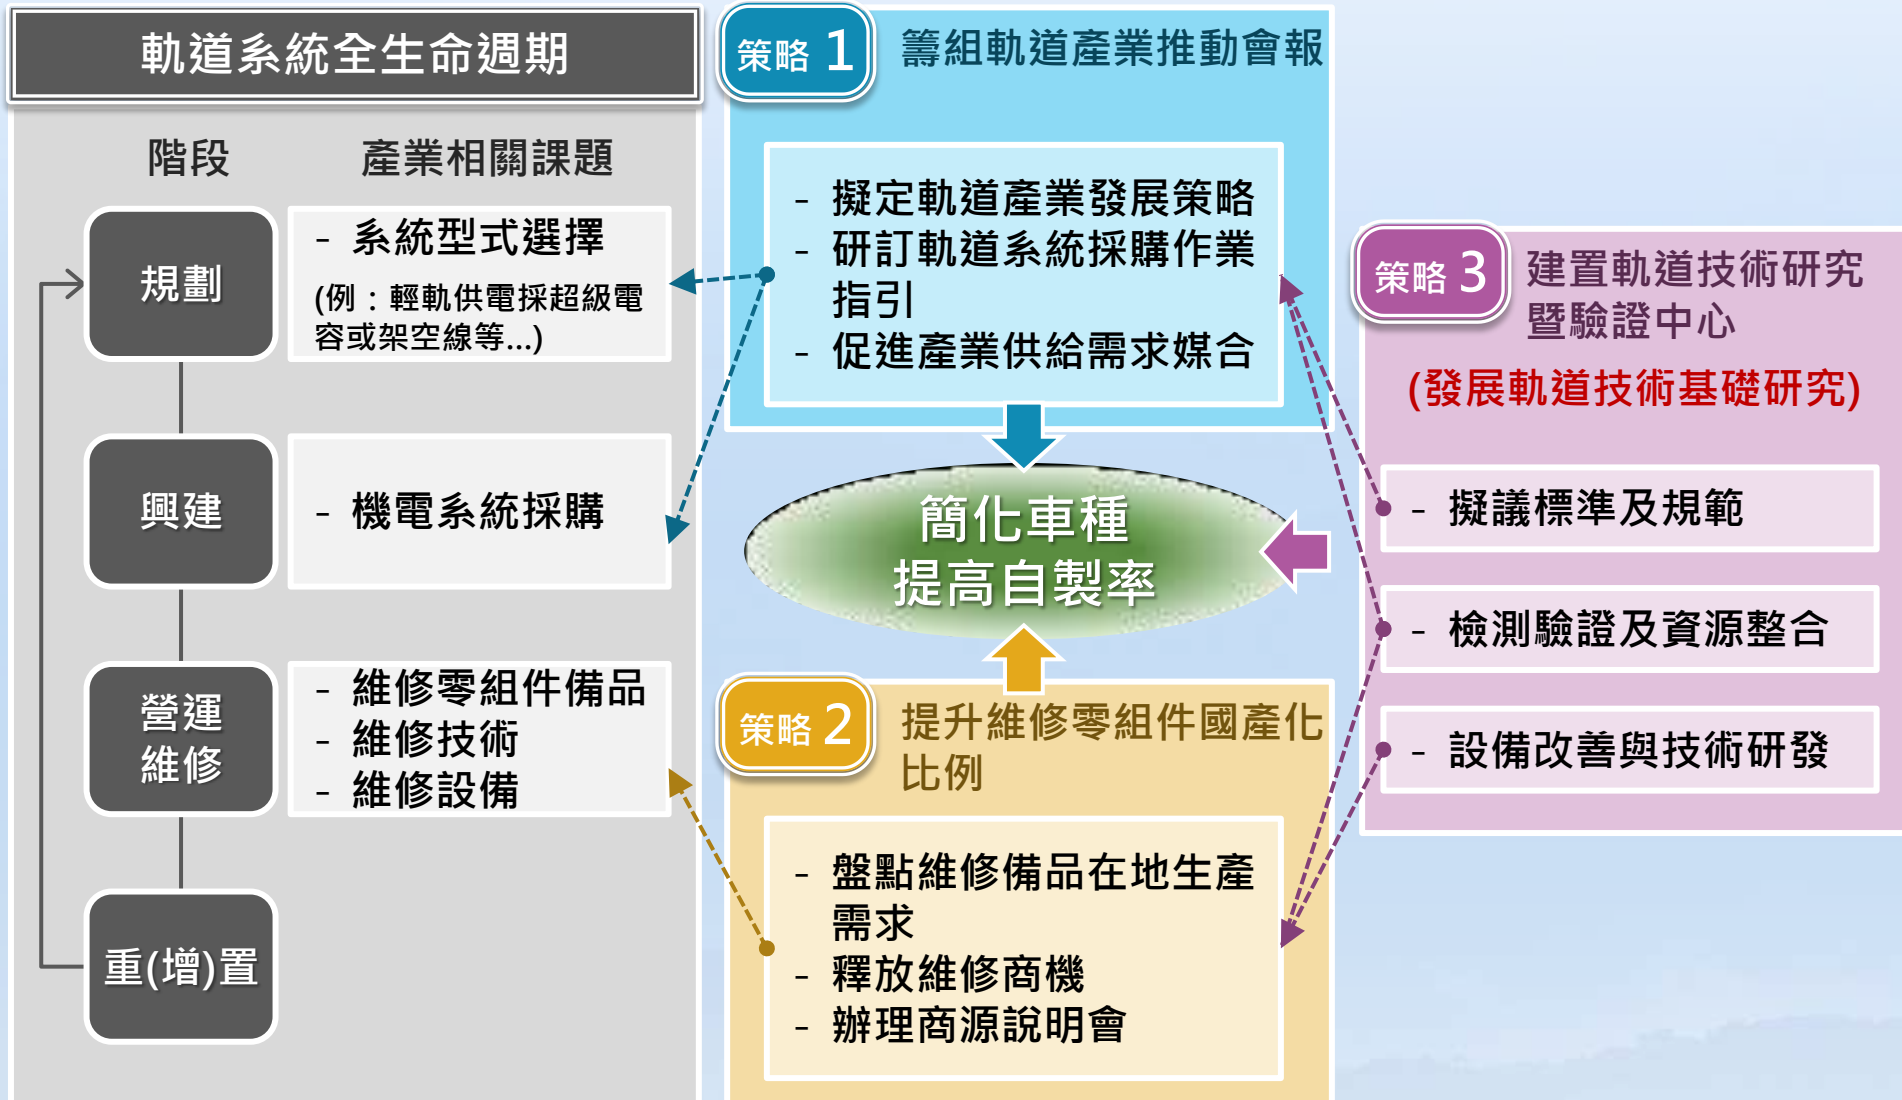 軌道系統全生命週期
階段
產業相關課題
規劃
- 系統型式選擇
(例：輕軌供電採超級電
容或架空線等...)
興建
- 機電系統採購
營運
維修
- 維修零組件備品
- 維修技術
- 維修設備
重(增)置
策略 1
籌組軌道產業推動會報
- 擬定軌道產業發展策略
- 研訂軌道系統採購作業
指引
- 促進產業供給需求媒合
簡化車種
提高自製率
策略 2
提升維修零組件國產化
比例
- 盤點維修備品在地生產
需求
- 釋放維修商機
- 辦理商源說明會
策略 3
建置軌道技術研究
暨驗證中心
(發展軌道技術基礎研究)
- 擬議標準及規範
- 檢測驗證及資源整合
- 設備改善與技術研發